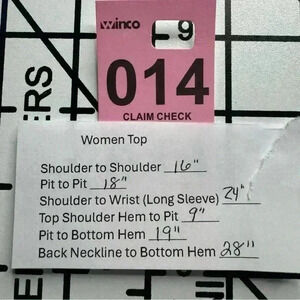 winco
9
014
CLAIM CHECK
ERS
Women Top
Shoulder to Shoulder 16"
Pit to Pit 18"
Shoulder to Wrist (Long Sleeve) 24"
Top Shoulder Hem to Pit 9"
Pit to Bottom Hem 19"
Back Neckline to Bottom Hem 28"